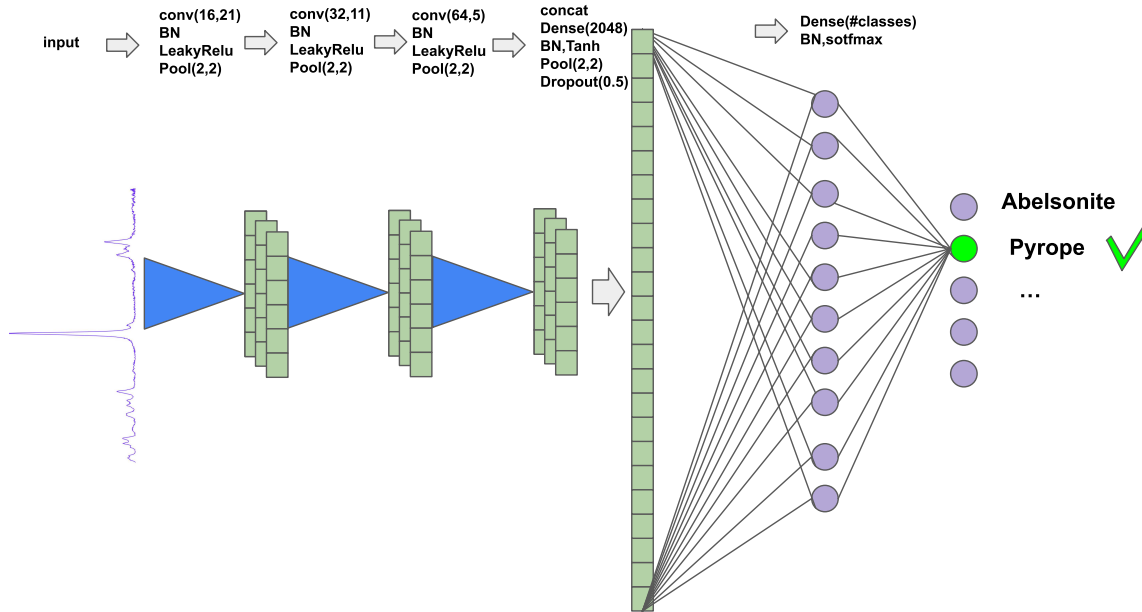 input
conv(16,21)
BN
LeakyRelu
Pool(2,2)
conv(32,11)
BN
LeakyRelu
Pool(2,2)
conv(64,5)
BN
LeakyRelu
Pool(2,2)
concat
Dense(2048)
BN,Tanh
Pool(2,2)
Dropout(0.5)
Dense(#classes)
BN,sotfmax
Abelsonite
Pyrope
...